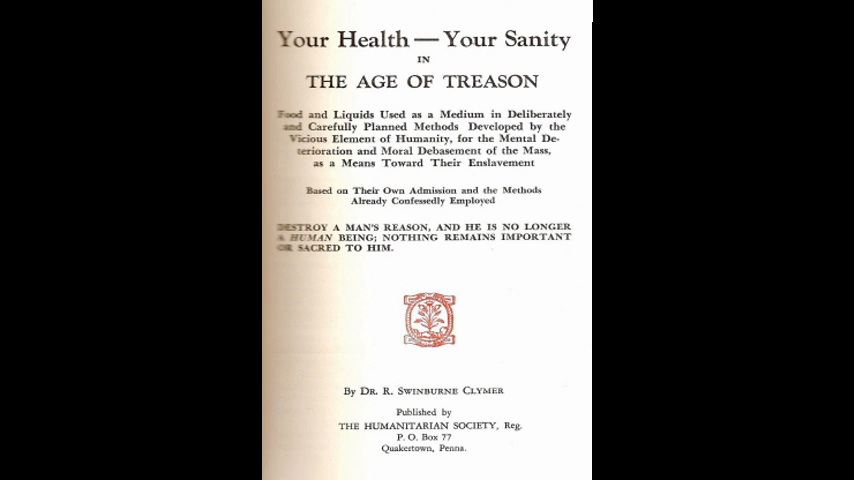 Your Health — Your Sanity
IN
THE AGE OF TREASON
Food and Liquids Used as a Medium in Deliberately
and Carefully Planned Methods Developed by the
Vicious Element of Humanity, for the Mental De-
terioration and Moral Debasement of the Mass,
as a Means Toward Their Enslavement
Based on Their Own Admission and the Methods
Already Confessedly Employed
DESTROY A MAN'S REASON, AND HE IS NO LONGER
A HUMAN BEING; NOTHING REMAINS IMPORTANT
OR SACRED TO HIM.
By DR. R. SWINBURNE CLYMER
Published by
THE HUMANITARIAN SOCIETY, Reg.
P. O. Box 77
Quakertown, Penna.